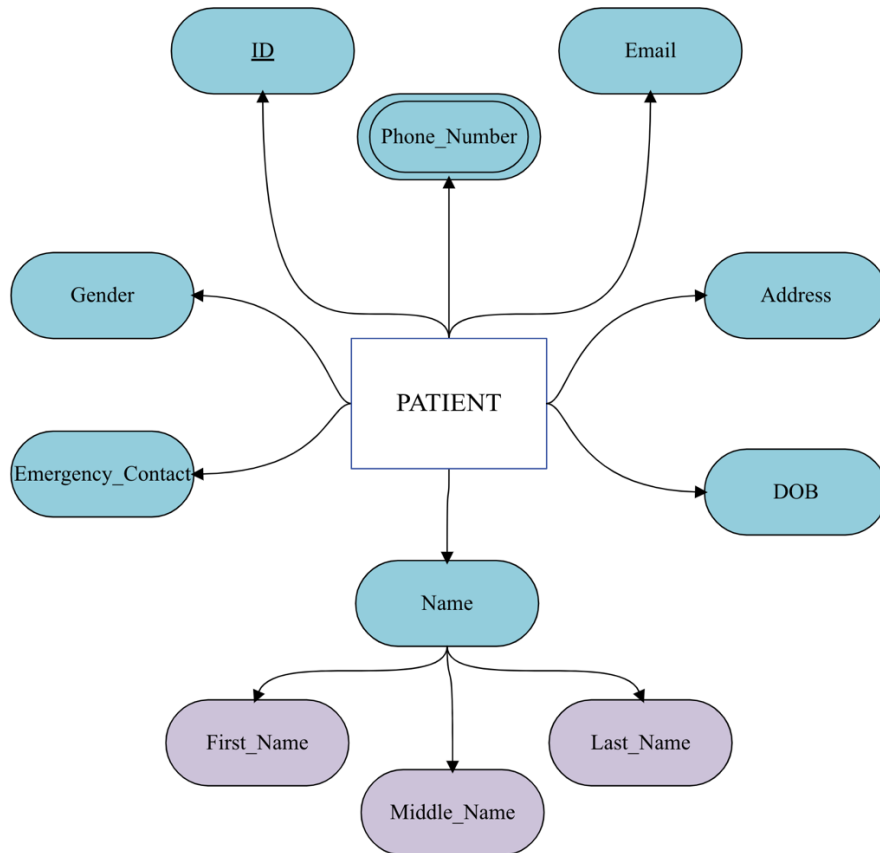 ID
Email
Phone_Number
Gender
Address
PATIENT
Emergency_Contact
DOB
Name
First_Name
Last_Name
Middle_Name